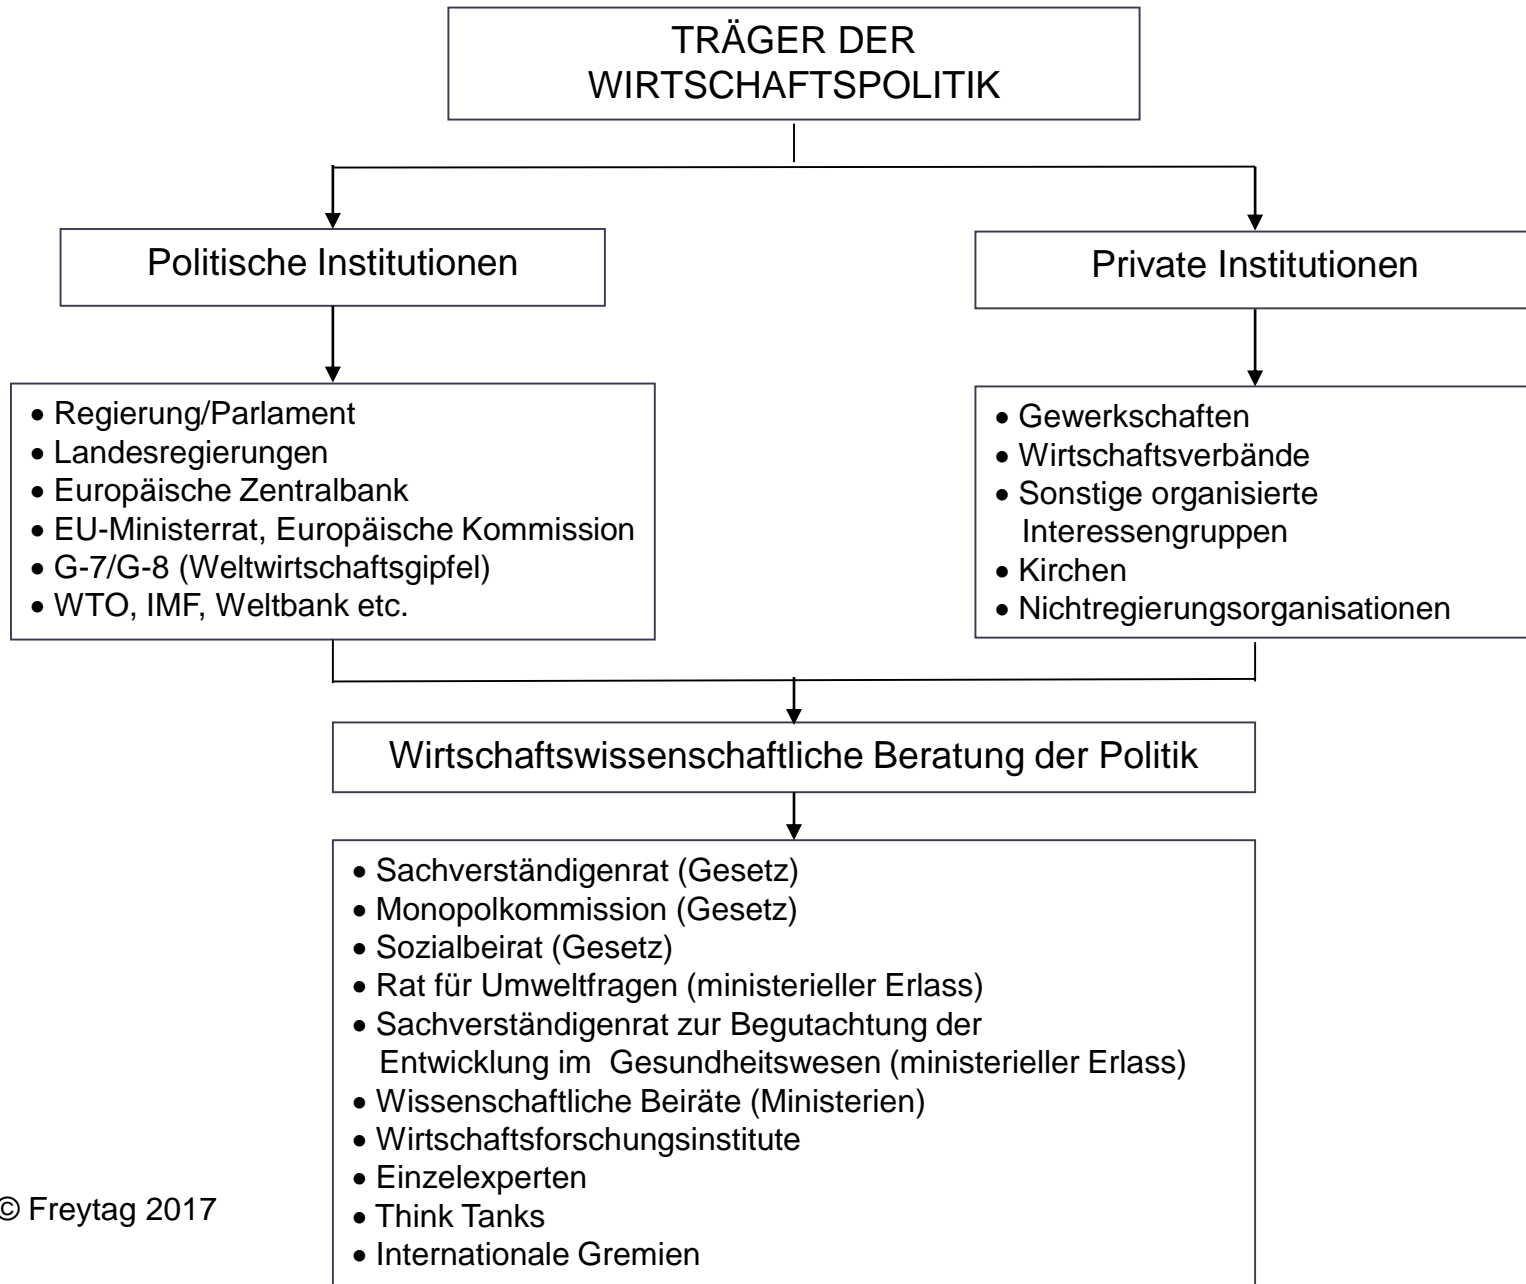 TRÄGER DER
WIRTSCHAFTSPOLITIK
Politische Institutionen
Private Institutionen
• Regierung/Parlament
• Landesregierungen
• Europäische Zentralbank
• EU-Ministerrat, Europäische Kommission
• G-7/G-8 (Weltwirtschaftsgipfel)
• WTO, IMF, Weltbank etc.
• Gewerkschaften
• Wirtschaftsverbände
• Sonstige organisierte
Interessengruppen
• Kirchen
• Nichtregierungsorganisationen
Wirtschaftswissenschaftliche Beratung der Politik
• Sachverständigenrat (Gesetz)
• Monopolkommission (Gesetz)
• Sozialbeirat (Gesetz)
• Rat für Umweltfragen (ministerieller Erlass)
• Sachverständigenrat zur Begutachtung der
Entwicklung im Gesundheitswesen (ministerieller Erlass)
• Wissenschaftliche Beiräte (Ministerien)
• Wirtschaftsforschungsinstitute
• Einzelexperten
• Think Tanks
• Internationale Gremien
© Freytag 2017